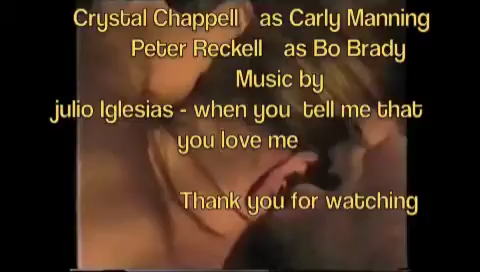 Crystal Chappell as Carly Manning
Peter Reckell as Bo Brady
Music by
julio Iglesias - when you tell me that
you love me
Thank you for watching